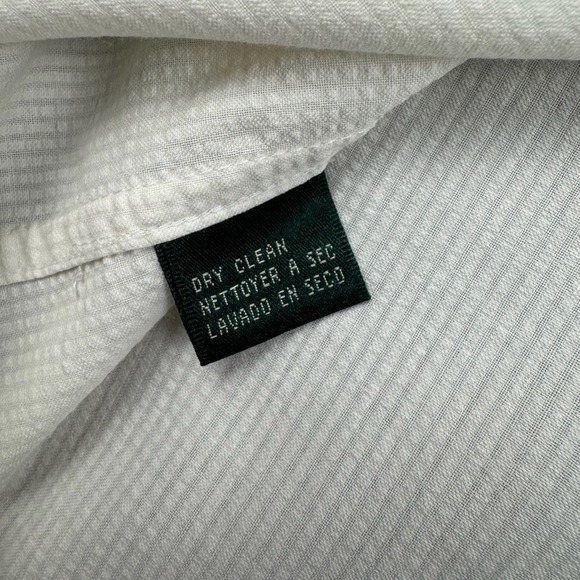 DRY CLEAN
NETTOYER A SEC
LAVADO EN SECO